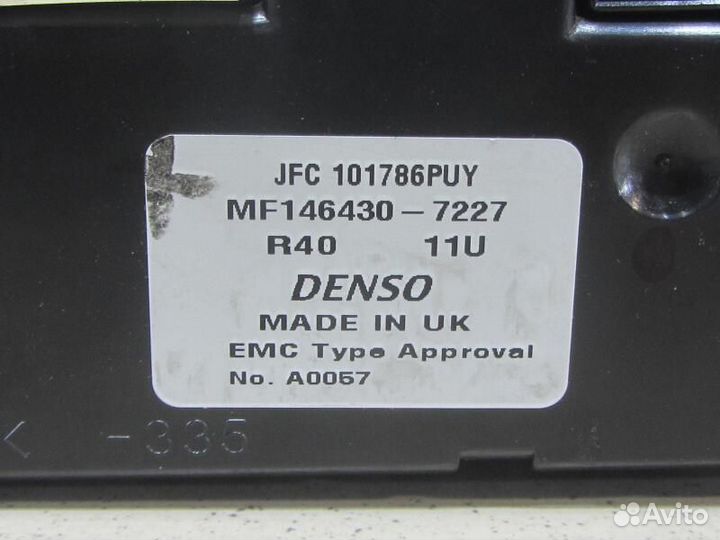 JFC 101786PUY
MF146430-7227
R40 11U
DENSO
MADE IN UK
EMC Type Approval
No. A0057
K -335
Avito